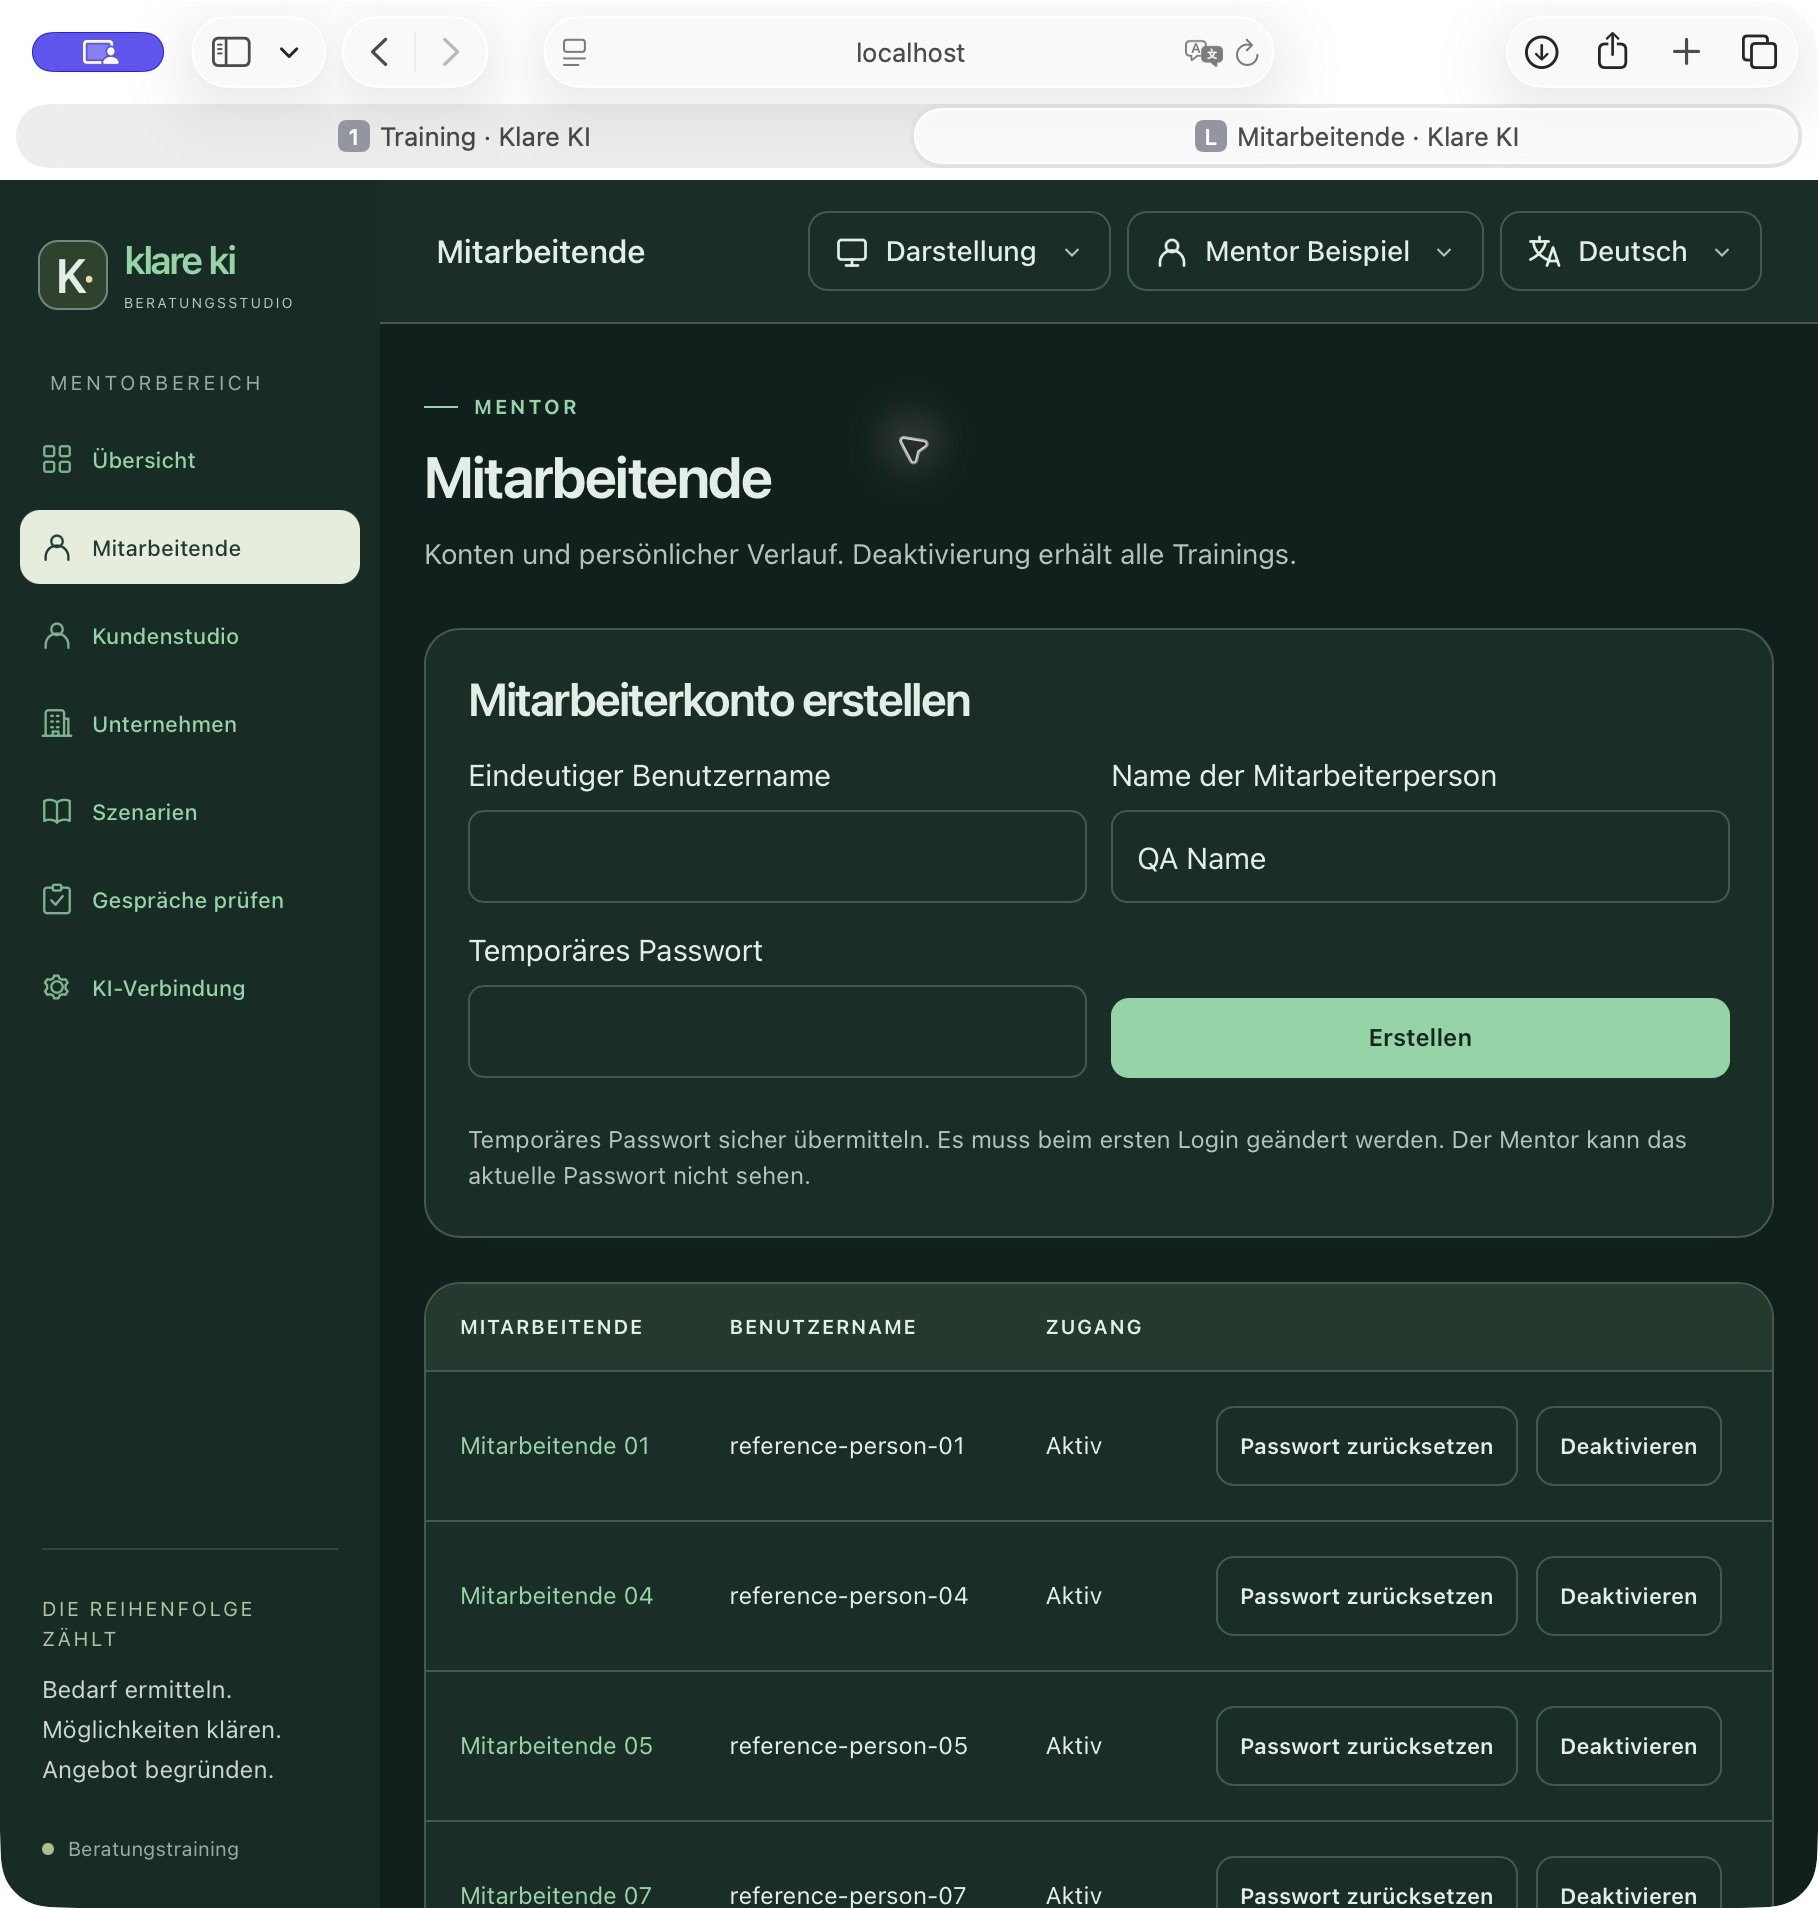 localhost
1 Training · Klare KI
L Mitarbeitende · Klare KI
K.
klare ki
BERATUNGSSTUDIO
MENTORBEREICH
Übersicht
Mitarbeitende
Kundenstudio
Unternehmen
Szenarien
Gespräche prüfen
KI-Verbindung
DIE REIHENFOLGE
ZÄHLT
Bedarf ermitteln.
Möglichkeiten klären.
Angebot begründen.
Beratungstraining
Mitarbeitende
Darstellung
Mentor Beispiel
Deutsch
MENTOR
Mitarbeitende
Konten und persönlicher Verlauf. Deaktivierung erhält alle Trainings.
Mitarbeiterkonto erstellen
Eindeutiger Benutzername
Name der Mitarbeiterperson
QA Name
Temporäres Passwort
Erstellen
Temporäres Passwort sicher übermitteln. Es muss beim ersten Login geändert werden. Der Mentor kann das
aktuelle Passwort nicht sehen.
MITARBEITENDE BENUTZERNAME ZUGANG
Mitarbeitende 01 reference-person-01 Aktiv Passwort zurücksetzen Deaktivieren
Mitarbeitende 04 reference-person-04 Aktiv Passwort zurücksetzen Deaktivieren
Mitarbeitende 05 reference-person-05 Aktiv Passwort zurücksetzen Deaktivieren
Mitarbeitende 07 reference-person-07 Aktiv Passwort zurücksetzen Deaktivieren